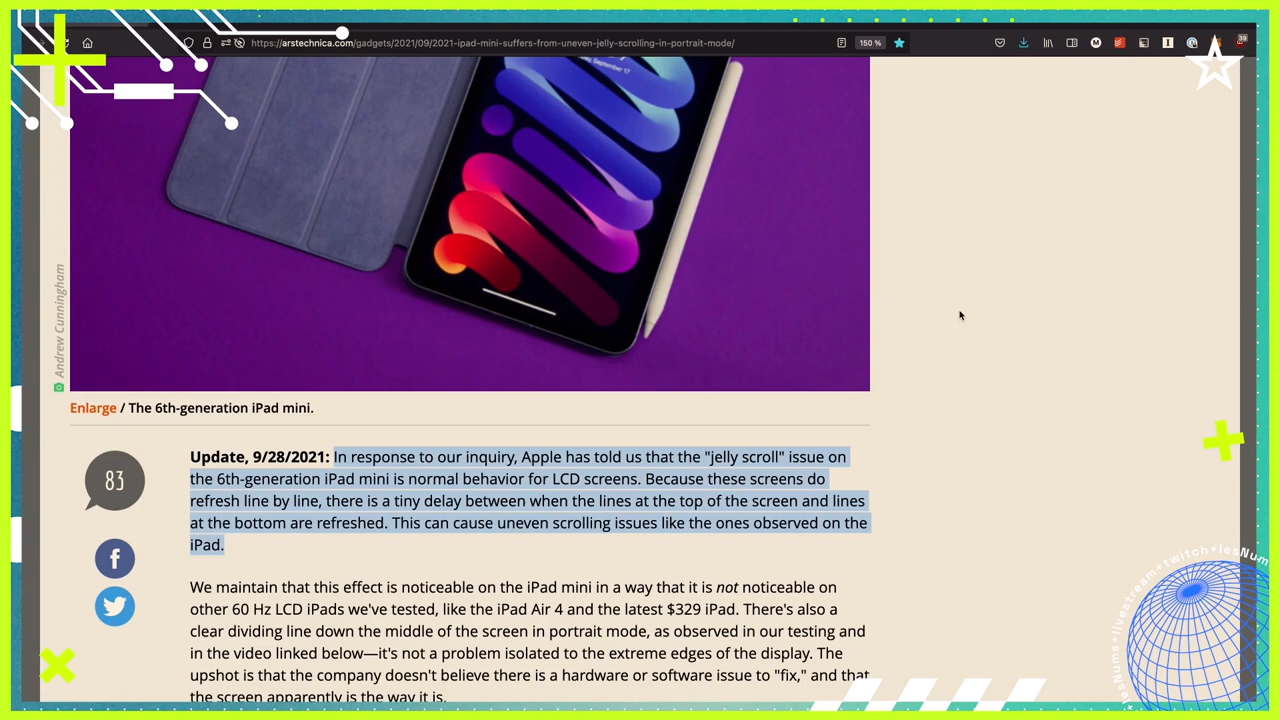 https://arstechnica.com/gadgets/2021/09/2021-ipad-mini-suffers-from-uneven-jelly-scrolling-in-portrait-mode/
150 %
39
September 17
Andrew Cunningham
Enlarge / The 6th-generation iPad mini.
83
Update, 9/28/2021: In response to our inquiry, Apple has told us that the "jelly scroll" issue on
the 6th-generation iPad mini is normal behavior for LCD screens. Because these screens do
refresh line by line, there is a tiny delay between when the lines at the top of the screen and lines
at the bottom are refreshed. This can cause uneven scrolling issues like the ones observed on the
iPad.
We maintain that this effect is noticeable on the iPad mini in a way that it is not noticeable on
other 60 Hz LCD iPads we've tested, like the iPad Air 4 and the latest $329 iPad. There's also a
clear dividing line down the middle of the screen in portrait mode, as observed in our testing and
in the video linked below—it's not a problem isolated to the extreme edges of the display. The
upshot is that the company doesn't believe there is a hardware or software issue to "fix," and that
the screen apparently is the way it is.
lesNums+livestream+twitch+lesNum